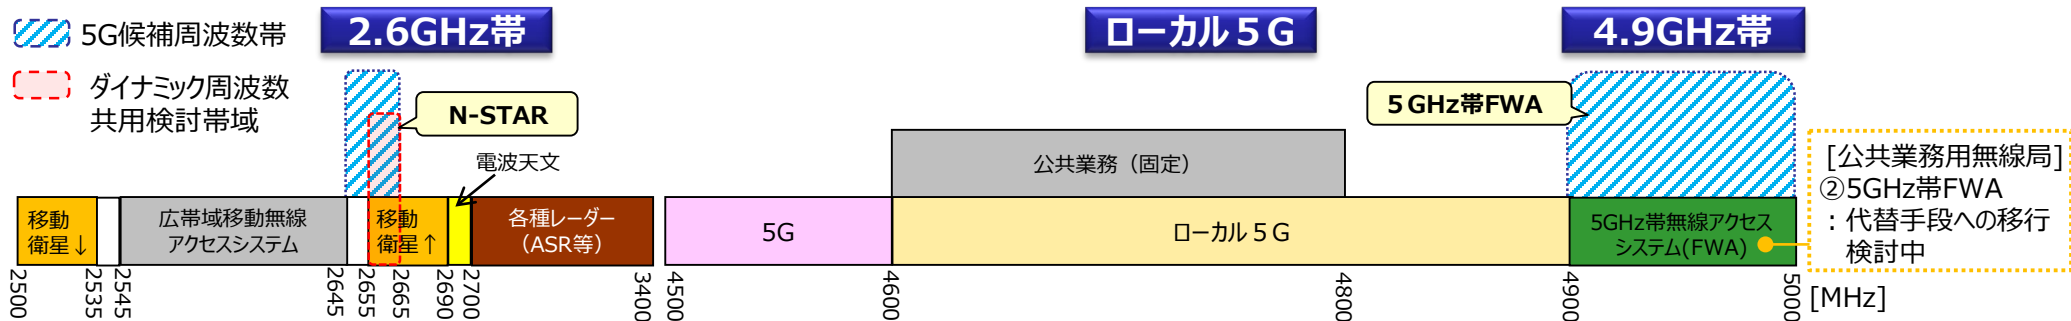 5G候補周波数帯
ダイナミック周波数
共用検討帯域
2.6GHz帯
ローカル５G
4.9GHz帯
N-STAR
5GHz帯FWA
電波天文
公共業務（固定）
移動
衛星↓
広帯域移動無線
アクセスシステム
移動
衛星↑
各種レーダー
（ASR等）
5G
ローカル５G
5GHz帯無線アクセス
システム(FWA)
[公共業務用無線局]
②5GHz帯FWA
：代替手段への移行
検討中
2500
2535
2545
2645
2655
2665
2690
2700
3400
4500
4600
4800
4900
5000
[MHz]